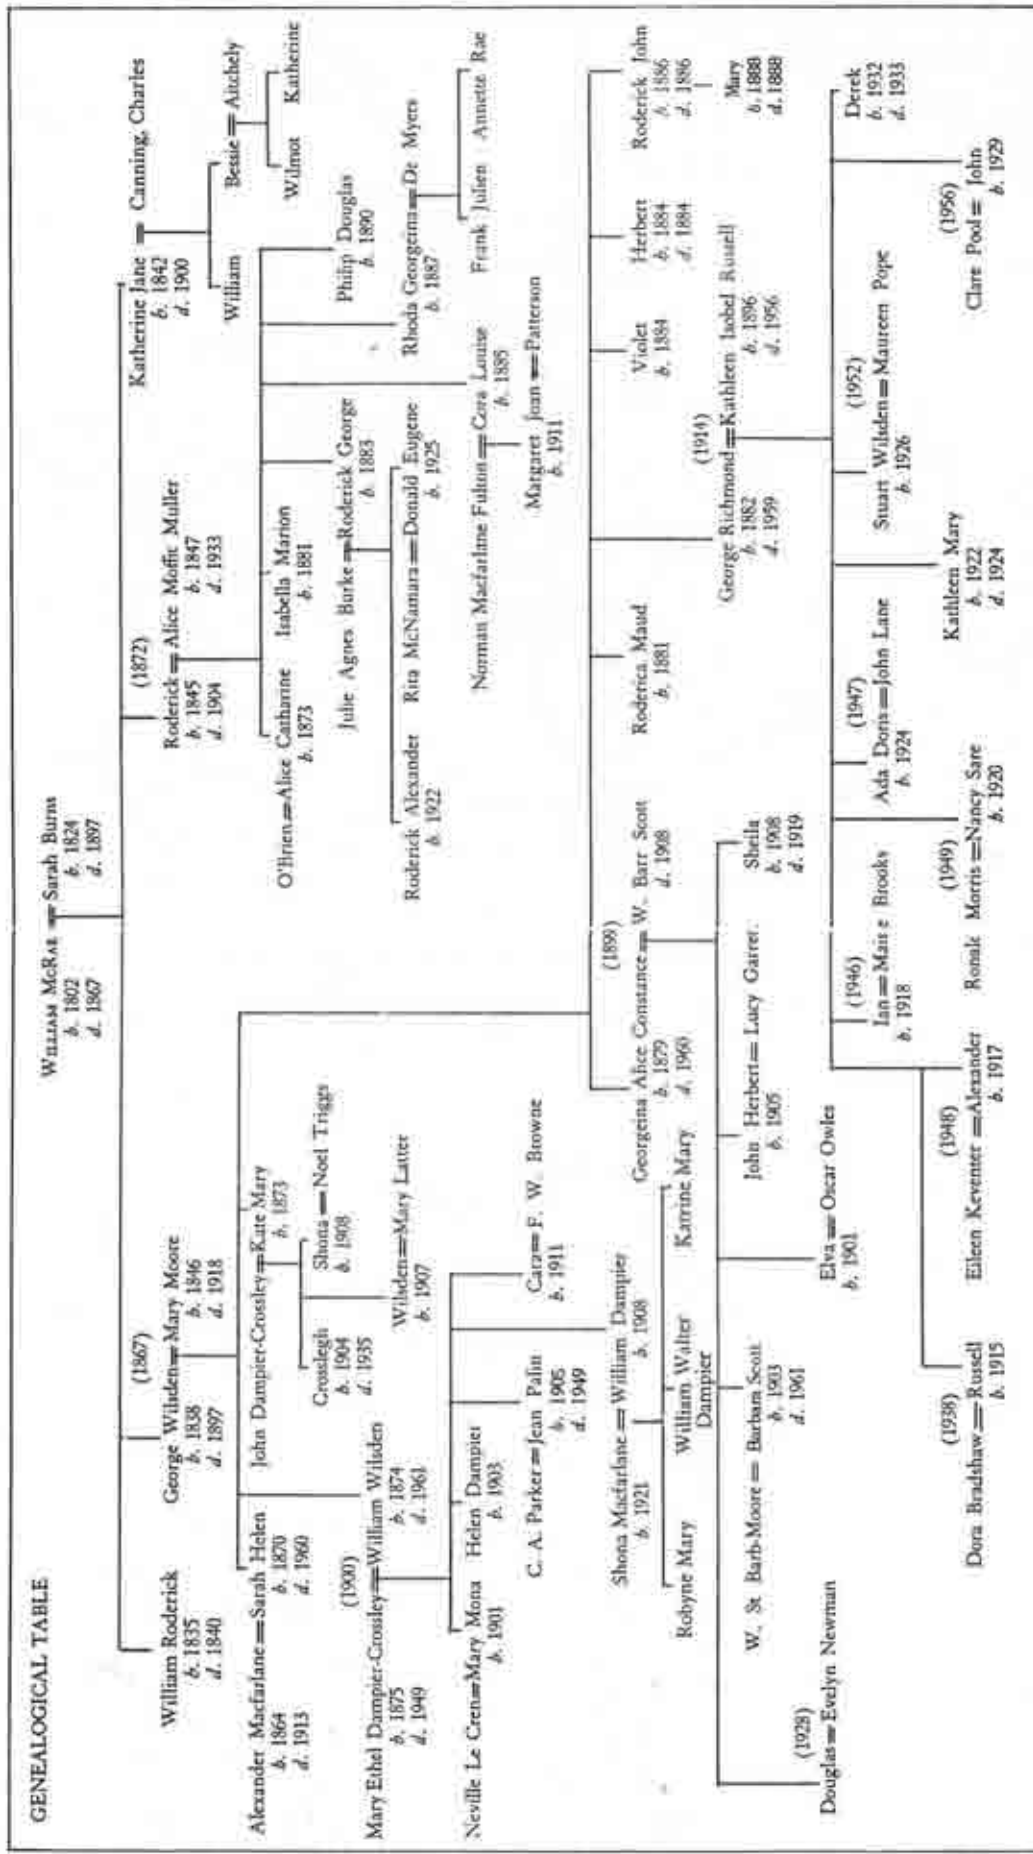 GENEALOGICAL TABLE
WILLIAM McRAE = Sarah Burns
b. 1802 b. 1824
d. 1867 d. 1897
(1867) (1872)
William Roderick
b. 1835
d. 1840
George Wilsden = Mary Moore
b. 1838 b. 1846
d. 1897 d. 1918
Roderick = Alice Moffit Muller
b. 1845 b. 1847
d. 1904 d. 1933
Katherine Jane = Canning, Charles
b. 1842
d. 1900
William Bessie = Aitchely
Wilmot Katherine
Alexander Macfarlane = Sarah Helen
b. 1864 b. 1870
d. 1913 d. 1960
John Dampier-Crossley = Kate Mary
b. 1873
O'Brien = Alice Catharine
b. 1873
Isabella Marion
b. 1881
Philip Douglas
b. 1890
Crosslegh
b. 1904
d. 1935
Shona = Noel Triggs
b. 1908
Julie Agnes Burke = Roderick George
b. 1883
Rhoda Georgeina = De Myers
b. 1887
(1900)
Mary Ethel Dampier-Crossley = William Wilsden
b. 1875 b. 1874
d. 1949 d. 1961
Wilsden = Mary Latter
b. 1907
Roderick Alexander
b. 1922
Rita McNamara = Donald Eugene
b. 1925
Frank Julien Annette Rae
Neville Le Cren = Mary Mona
b. 1901
Helen Dampier
b. 1903
Cara = F. W. Browne
b. 1911
Norman Macfarlane Fulton = Cora Louise
b. 1885
C. A. Parker = Jean Palin
b. 1905
d. 1949
Margaret Joan = Patterson
b. 1911
Shona Macfarlane = William Dampier
b. 1921 b. 1908
(1899)
Georgeina Alice Constance = W. Barr Scott
b. 1879 d. 1908
d. 1960
Roderica Maud
b. 1881
Violet
b. 1884
Herbert
b. 1884
d. 1884
Roderick John
b. 1886
d. 1886
Robyne Mary William Walter Dampier Katrine Mary
(1914)
George Richmond = Kathleen Isobel Russell
b. 1882 b. 1896
d. 1959 d. 1956
Mary
b. 1888
d. 1888
W. St Barb-Moore = Barbara Scott
b. 1903
d. 1961
John Herbert = Lucy Garret.
b. 1905
Sheila
b. 1908
d. 1919
(1928)
Douglas = Evelyn Newman
Elva = Oscar Owles
b. 1901
(1946)
Ian = Maisie Brooks
b. 1918
(1947)
Ada Doris = John Lane
b. 1924
(1952)
Stuart Wilsden = Maureen Pope
b. 1926
Derek
b. 1932
d. 1933
(1938)
Dora Bradshaw = Russell
b. 1915
(1948)
Eileen Keventer = Alexander
b. 1917
(1949)
Ronald Morris = Nancy Sare
b. 1920
Kathleen Mary
b. 1922
d. 1924
(1956)
Clare Pool = John
b. 1929